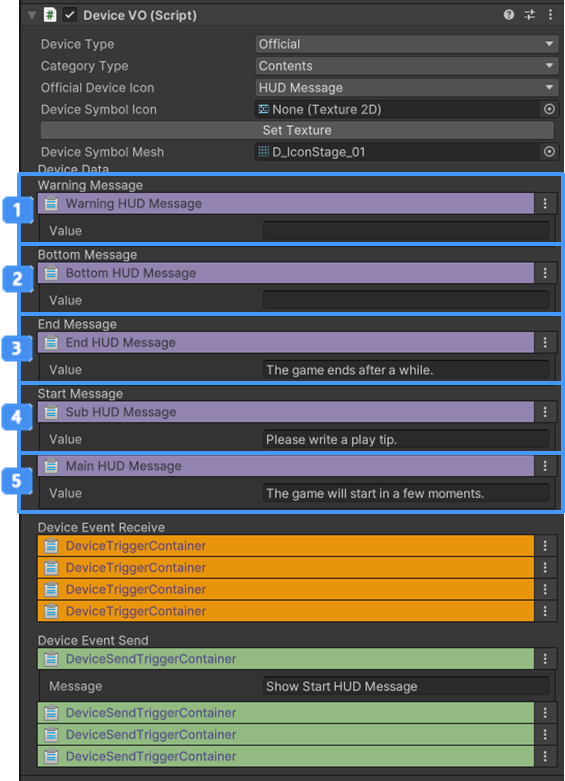 Device VO (Script)
Device Type Official
Category Type Contents
Official Device Icon HUD Message
Device Symbol Icon None (Texture 2D)
Set Texture
Device Symbol Mesh D_IconStage_01
Device Data
Warning Message
1 Warning HUD Message
Value
Bottom Message
2 Bottom HUD Message
Value
End Message
3 End HUD Message
Value The game ends after a while.
Start Message
4 Sub HUD Message
Value Please write a play tip.
5 Main HUD Message
Value The game will start in a few moments.
Device Event Receive
DeviceTriggerContainer
DeviceTriggerContainer
DeviceTriggerContainer
DeviceTriggerContainer
Device Event Send
DeviceSendTriggerContainer
Message Show Start HUD Message
DeviceSendTriggerContainer
DeviceSendTriggerContainer
DeviceSendTriggerContainer